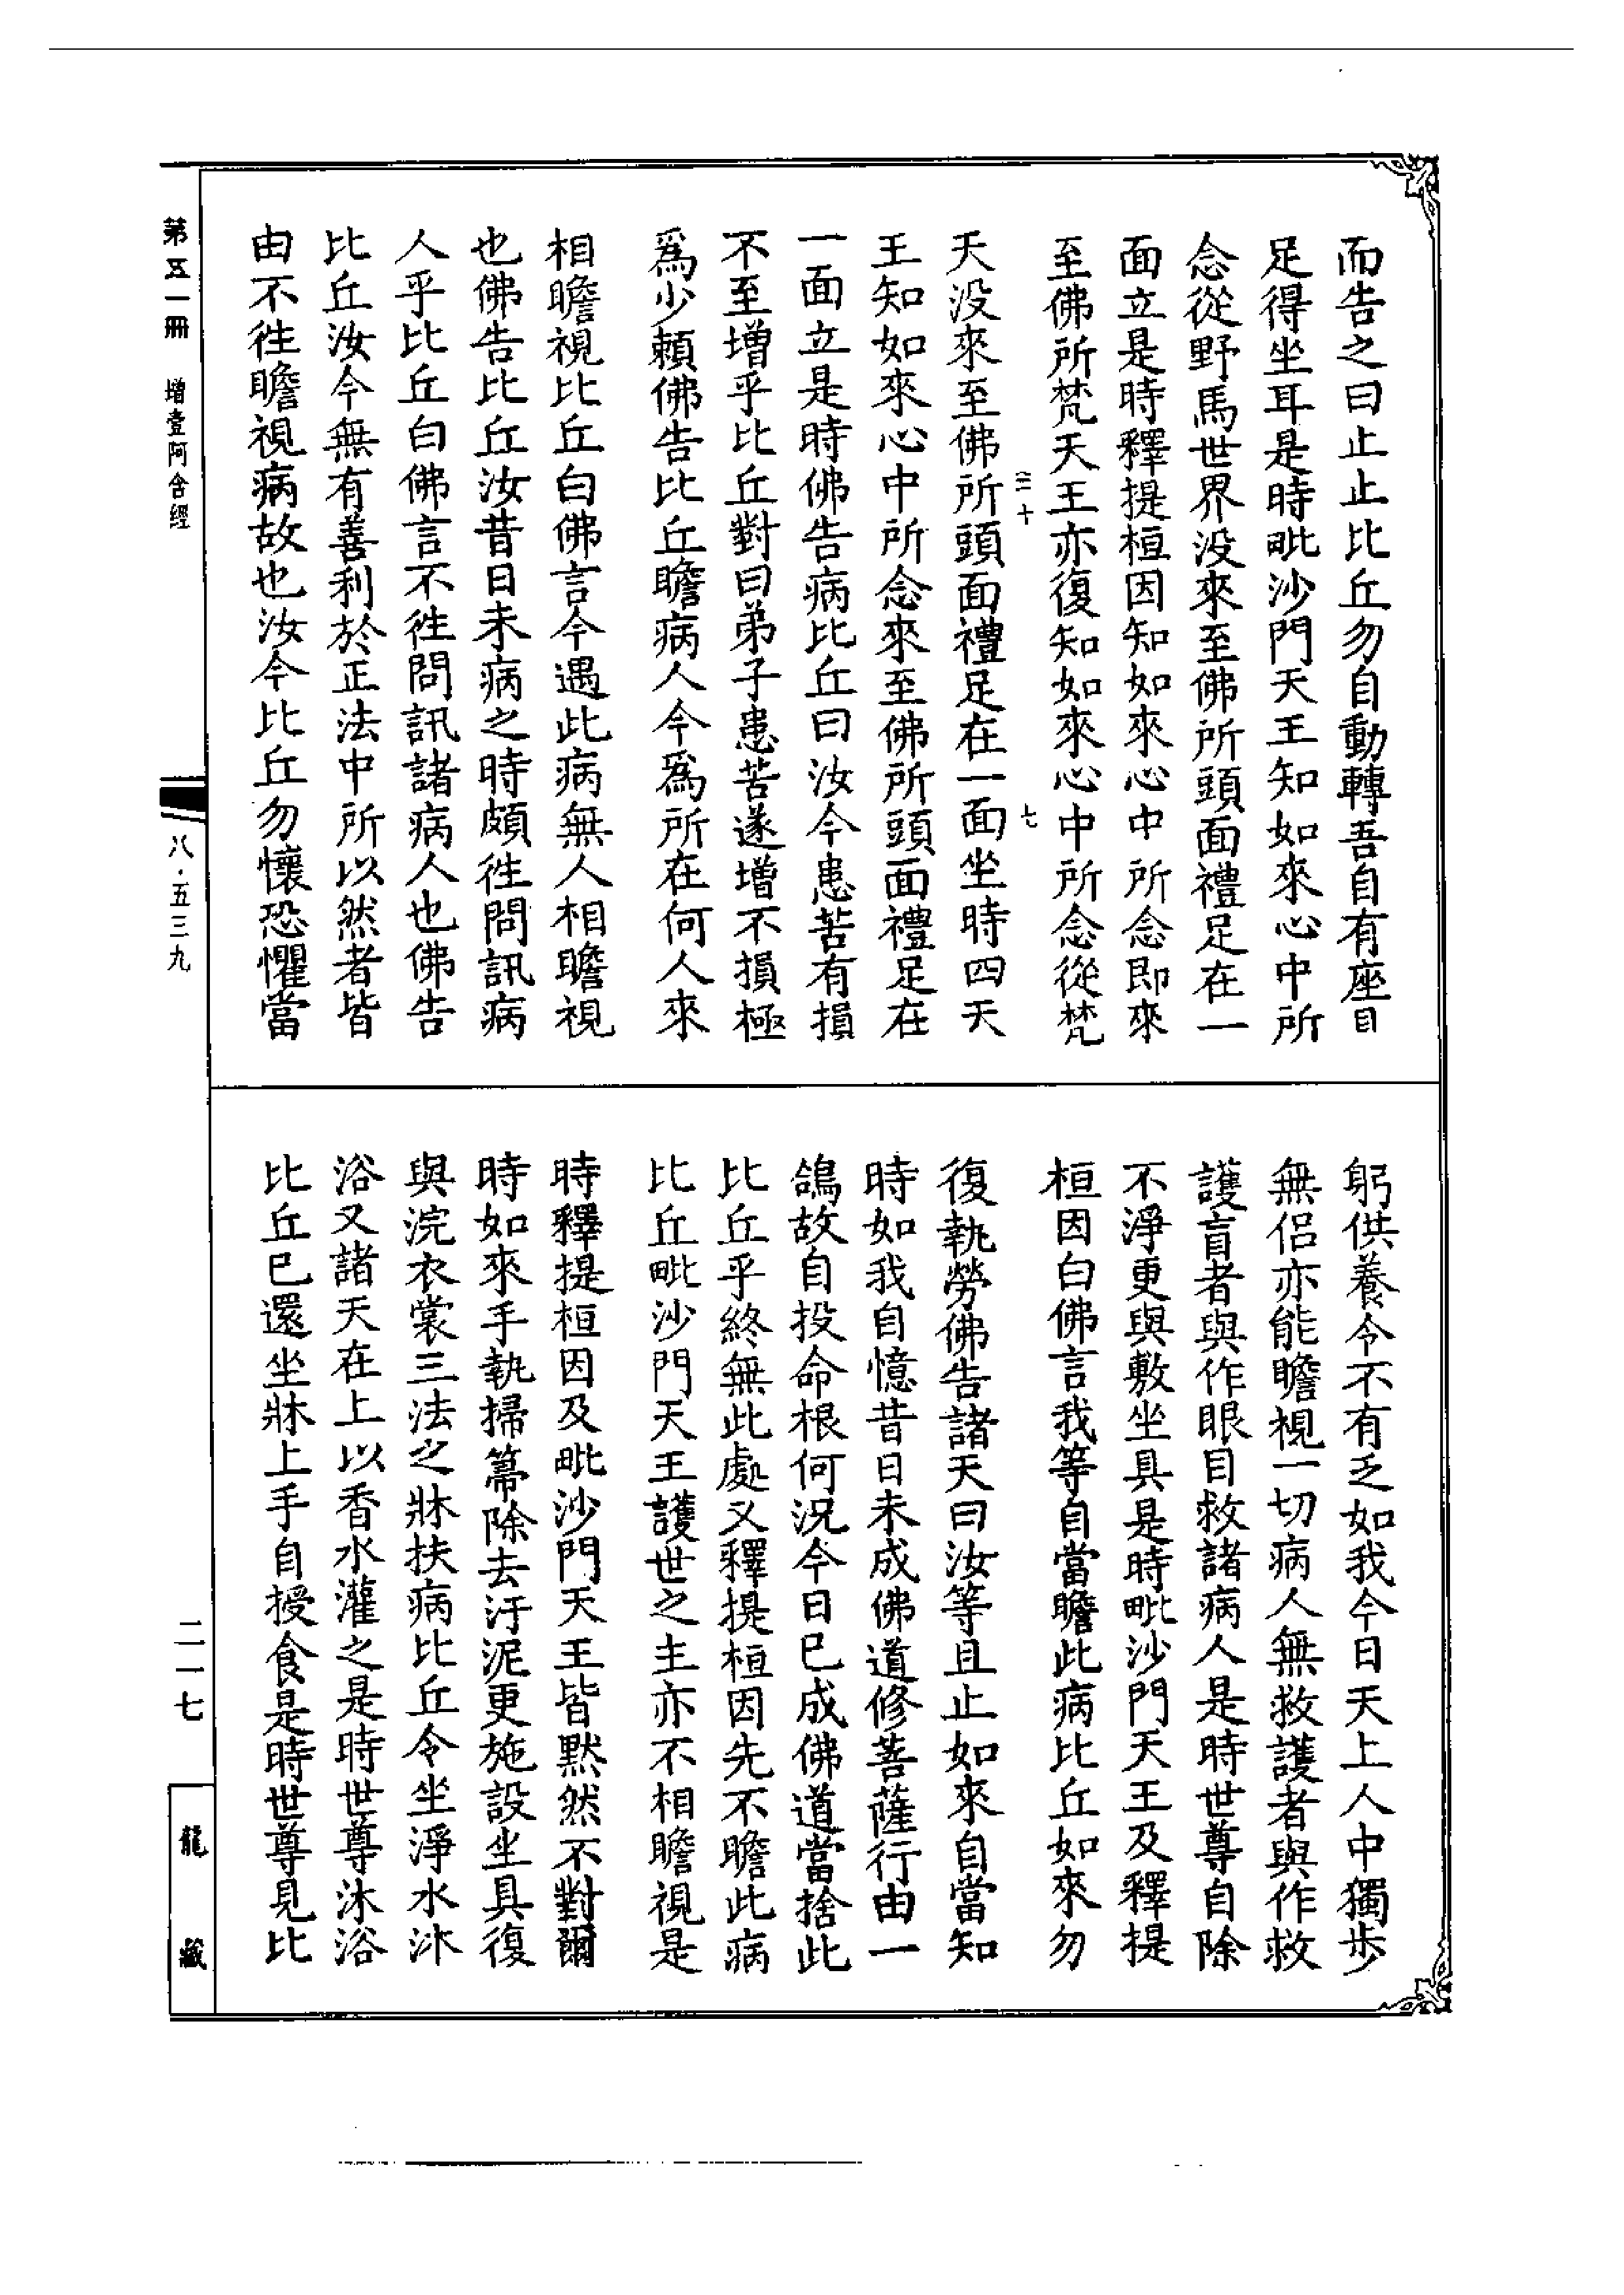 而告之曰止止比丘勿自動轉吾自有座具
足得坐耳是時毗沙門天王知如來心中所
念從野馬世界没來至佛所頭面禮足在一
面立是時釋提桓因知如來心中所念即來
至佛所梵天王亦復知如來心中所念從梵
七
天没來至佛所頭面禮足在一面坐時四天
王知如來心中所念來至佛所頭面禮足在
一面立是時佛告病比丘曰汝今患苦有損
不至增乎比丘對曰弟子患苦遂增不損極
爲少賴佛告比丘瞻病人今爲所在何人來
相瞻視比丘白佛言今遇此病無人相瞻視
也佛告比丘汝昔日未病之時頗徃問訊病
人乎比丘白佛言不徃問訊諸病人也佛告
比丘汝今無有善利於正法中所以然者皆
由不徃瞻視病故也汝今比丘勿懷恐懼當
躬供養令不有乏如我今日天上人中獨步
無侣亦能瞻視一切病人無救護者與作救
護盲者與作眼目救諸病人是時世尊自除
不淨更與敷坐具是時毗沙門天王及釋提
桓因白佛言我等自當瞻此病比丘如來勿
復執勞佛告諸天曰汝等且止如來自當知
時如我自憶昔日未成佛道修菩薩行由一
鴿故自投命根何況今日已成佛道當捨此
比丘乎終無此處又釋提桓因先不瞻此病
比丘毗沙門天王護世之主亦不相瞻視是
時釋提桓因及毗沙門天王皆默然不對爾
時如來手執掃箒除去汙泥更施設坐具復
與浣衣裳三法之牀扶病比丘令坐淨水沐
浴又諸天在上以香水灌之是時世尊沐浴
比丘已還坐牀上手自授食是時世尊見比
第五一冊　增壹阿含經
八·五三九
二一七
龍藏